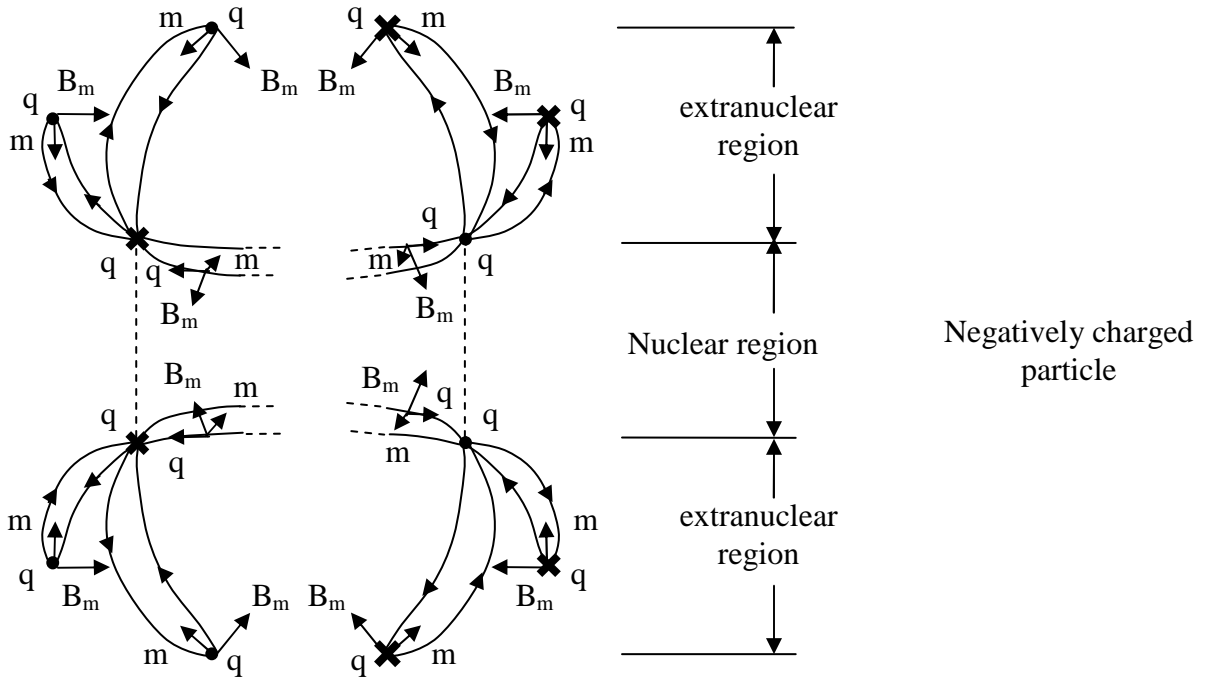 m q q m
B_m B_m
B_m B_m
q q
m m
extranuclear
region
q
q q m m q
B_m B_m
Nuclear region
Negatively charged
particle
B_m m B_m q
q q
q m
m m
extranuclear
region
q q
B_m B_m
B_m B_m
m q q m